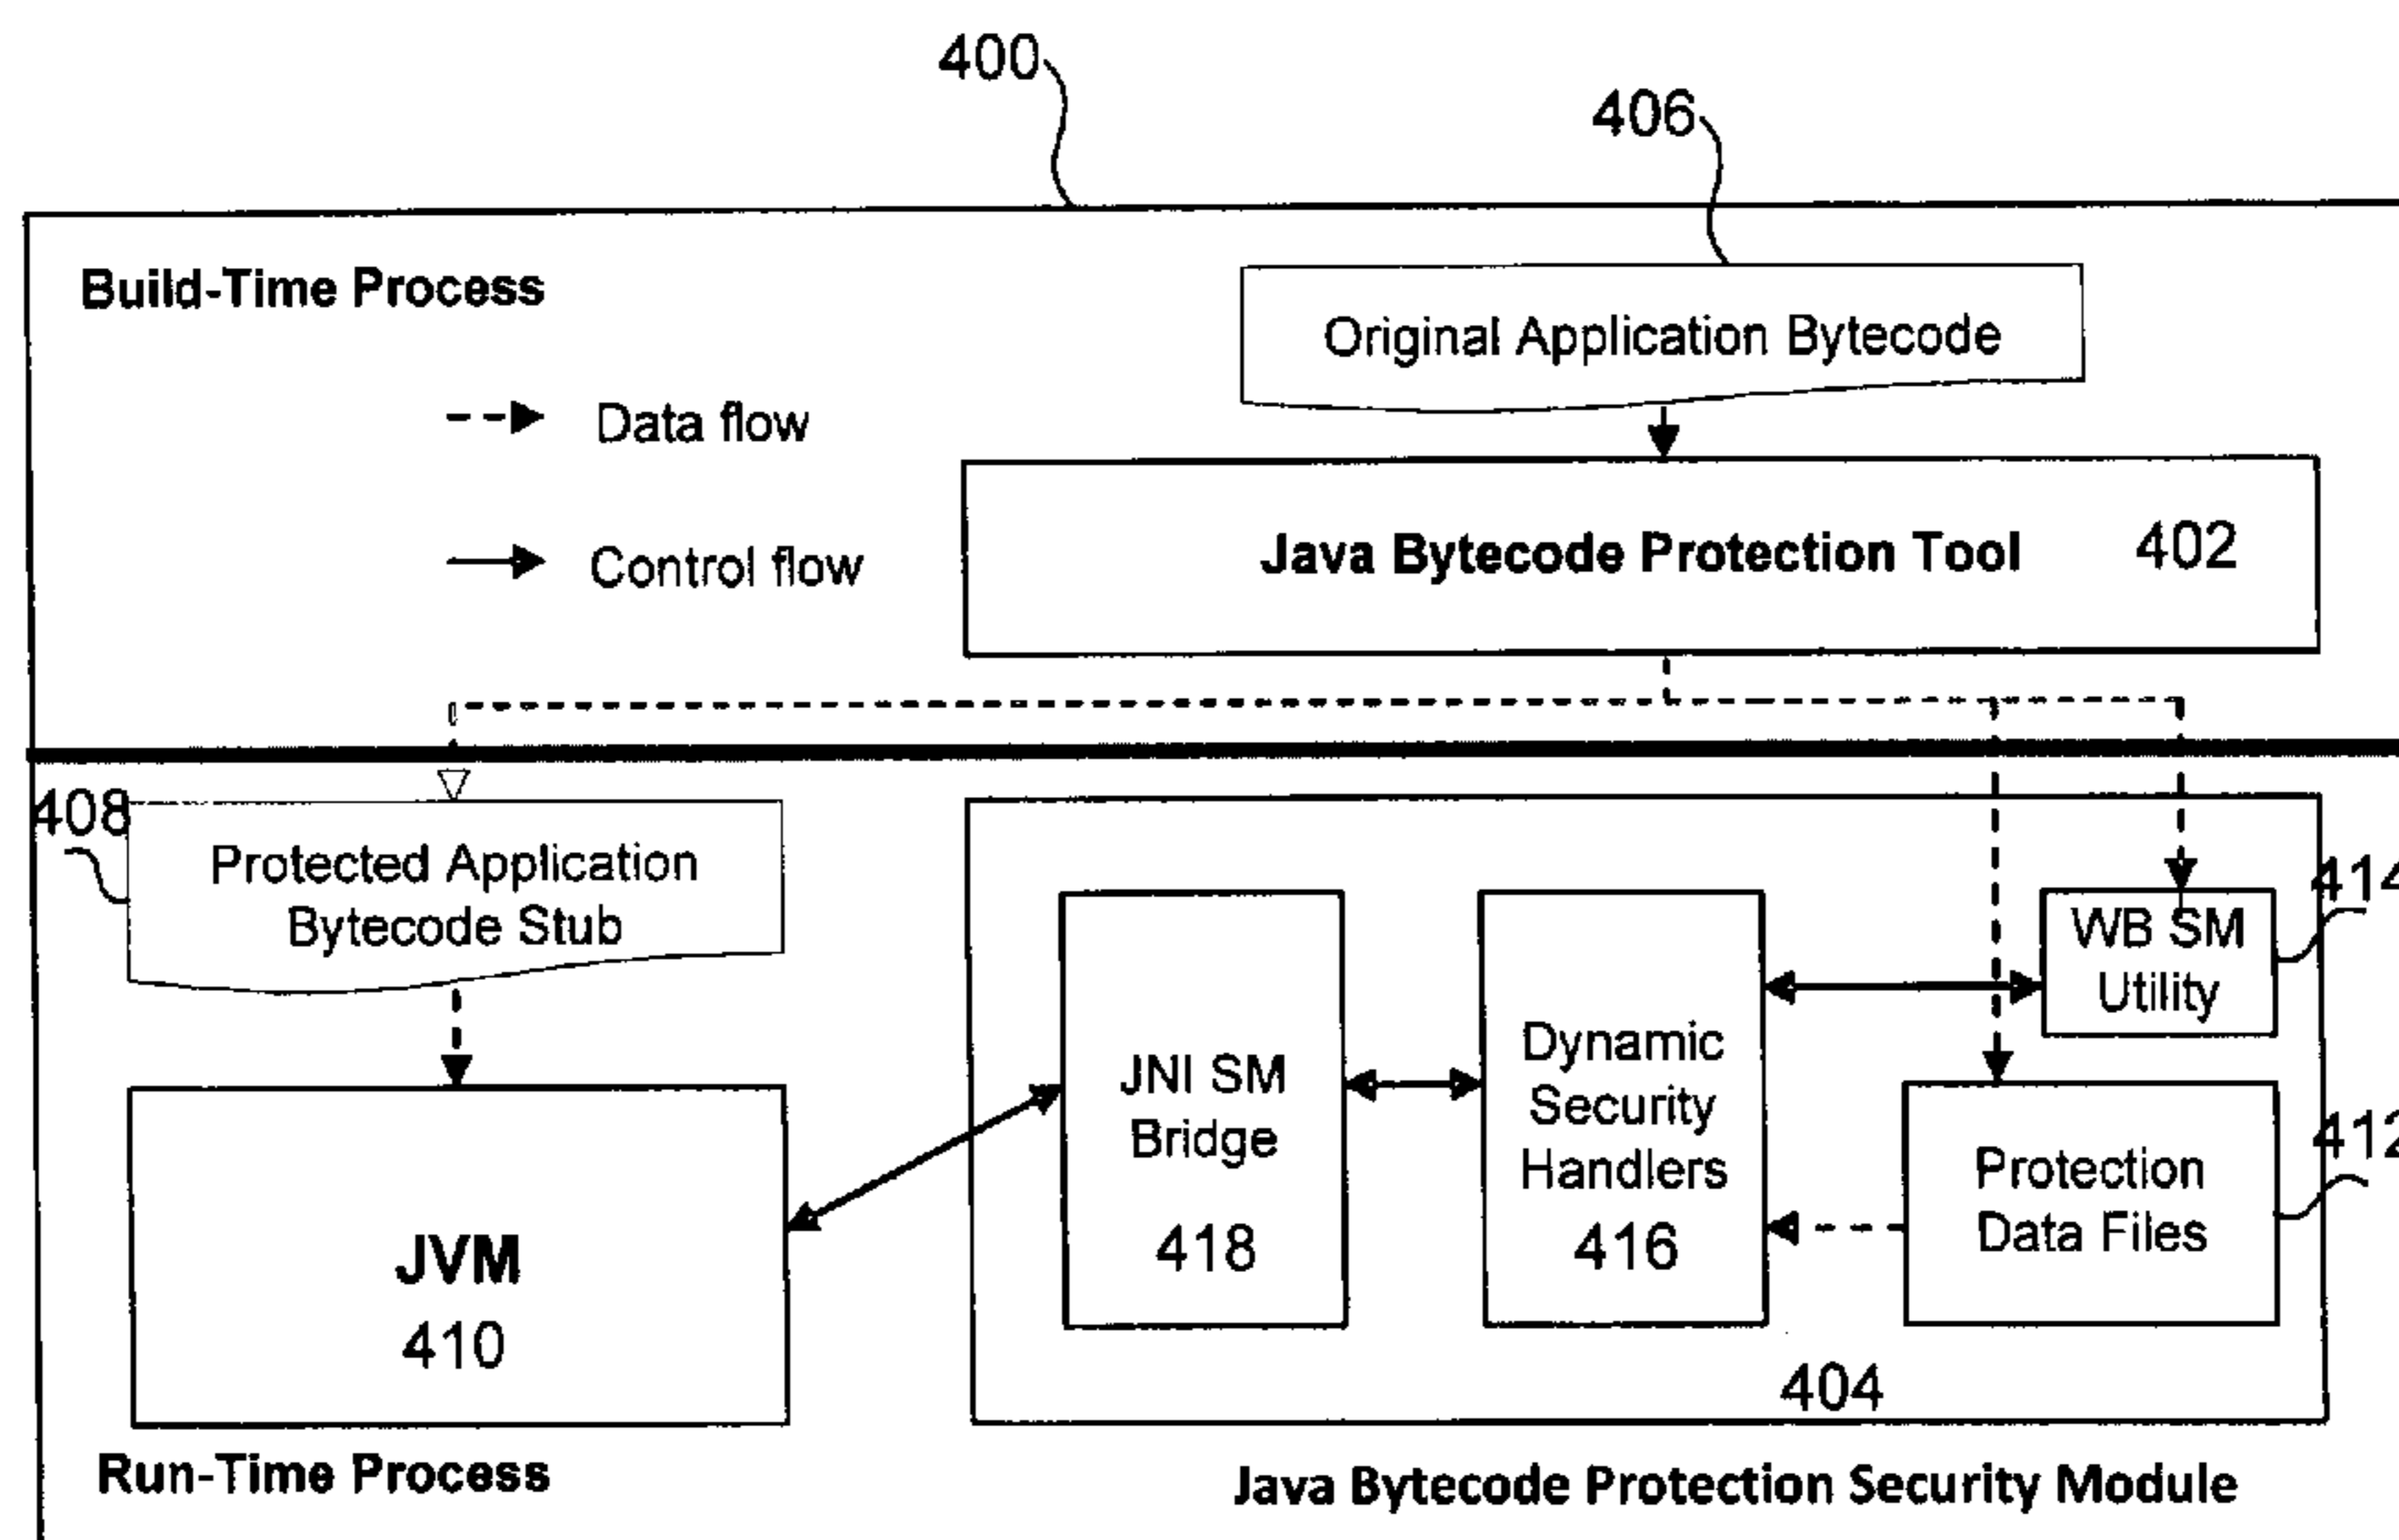 400
406
Build-Time Process
Original Application Bytecode
Data flow
Java Bytecode Protection Tool 402
Control flow
408
Protected Application
Bytecode Stub
414
WB SM
Utility
JNI SM
Bridge
418
Dynamic
Security
Handlers
416
412
Protection
Data Files
JVM
410
404
Run-Time Process
Java Bytecode Protection Security Module